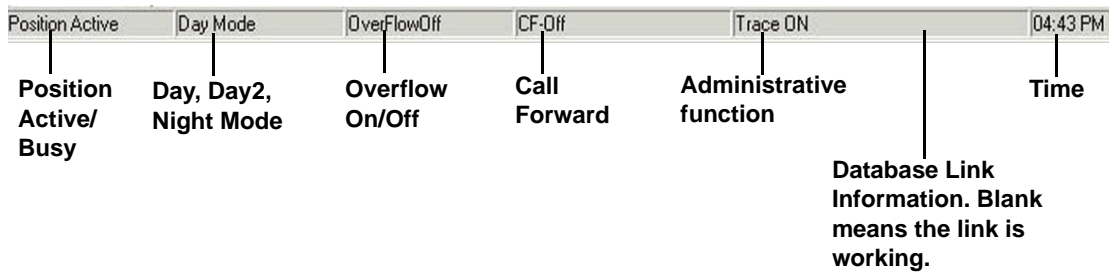 Position Active Day Mode OverFlowOff CF-Off Trace ON 04:43 PM
Position
Active/
Busy
Day, Day2,
Night Mode
Overflow
On/Off
Call
Forward
Administrative
function
Time
Database Link
Information. Blank
means the link is
working.